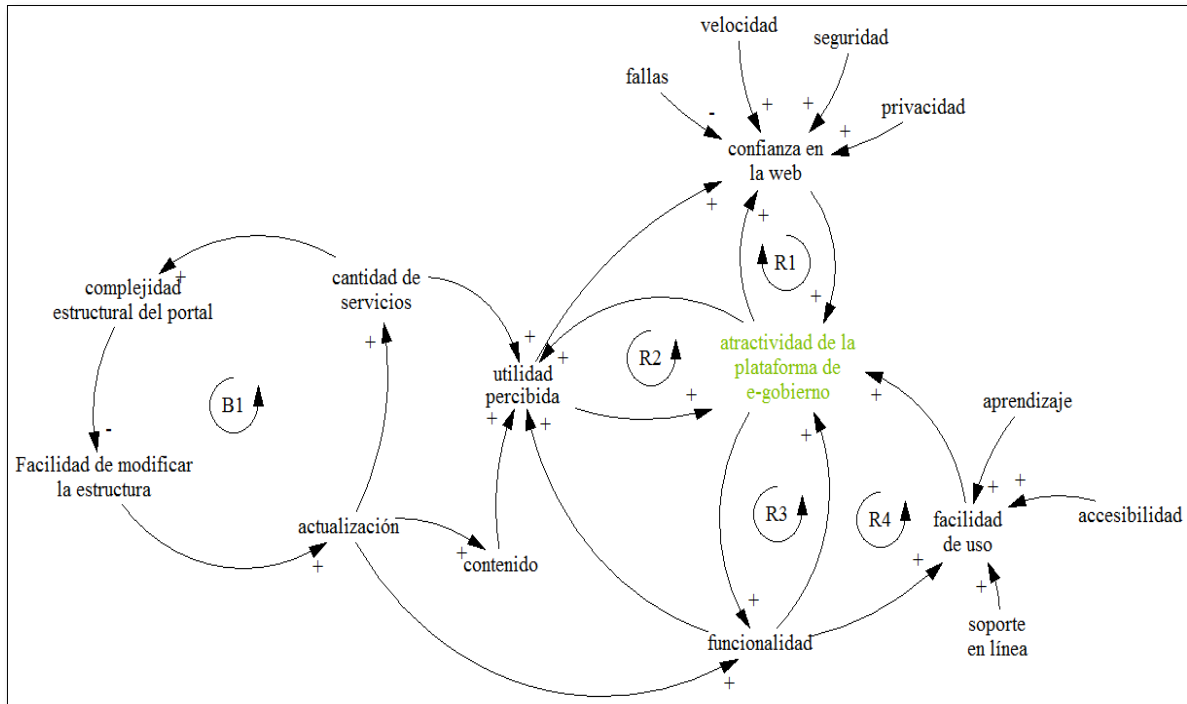 velocidad
seguridad
fallas
privacidad
-
+
+
+
confianza en
la web
+
+
R1
+
cantidad de
servicios
+
complejidad
estructural del portal
+
+
+
R2
atractividad de la
plataforma de
e-gobierno
utilidad
percibida
+
+
+
+
+
B1
aprendizaje
-
Facilidad de modificar
la estructura
+
+
R3
R4
accesibilidad
facilidad
de uso
actualización
+
+
contenido
+
+
+
+
soporte
en línea
funcionalidad
+